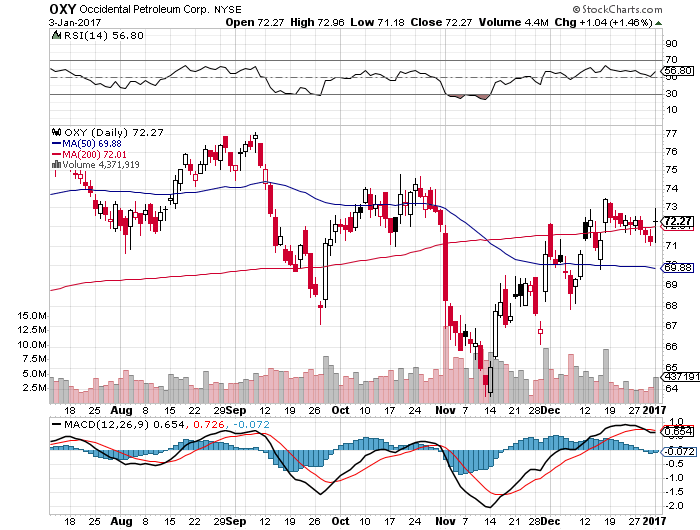 OXY Occidental Petroleum Corp. NYSE © StockCharts.com
3-Jan-2017 Open 72.27 High 72.96 Low 71.18 Close 72.27 Volume 4.4M Chg +1.04 (+1.46%)
RSI(14) 56.80
90
70
56.80
50
30
10
OXY (Daily) 72.27
MA(50) 69.88
MA(200) 72.01
Volume 4,371,919
77
76
75
74
73
72.27
71
70
69.88
69
68
67
66
65
64
15.0M
12.5M
10.0M
7.5M
5.0M
2.5M
4371919
18 25 Aug 8 15 22 29 Sep 12 19 26 Oct 10 17 24 Nov 7 14 21 28 Dec 12 19 27 2017
MACD(12,26,9) 0.654, 0.726, -0.072
1.0
0.654
0.5
-0.072
-0.5
-1.0
-1.5
-2.0
18 25 Aug 8 15 22 Sep 12 19 26 Oct 10 17 24 Nov 7 14 21 28 Dec 12 19 27 2017